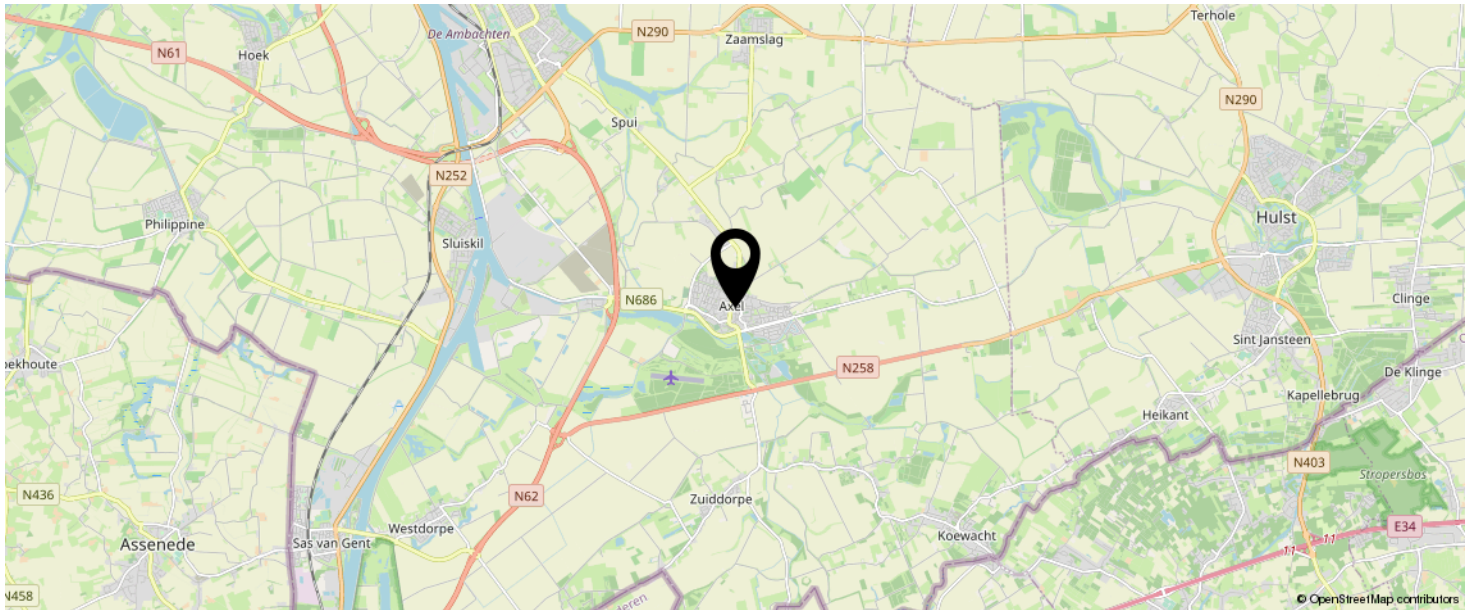 Terhole
De Ambachten
N290
Zaamslag
N61
Hoek
N290
Spui
N252
Philippine
Sluiskil
Hulst
N686
Axel
Clinge
Sint Jansteen
N258
De Klinge
Kapellebrug
Heikant
N403
Stropersbos
N436
N62
Zuiddorpe
Westdorpe
E34
Assenede
Sas van Gent
Koewacht
11
11
N458
© OpenStreetMap contributors